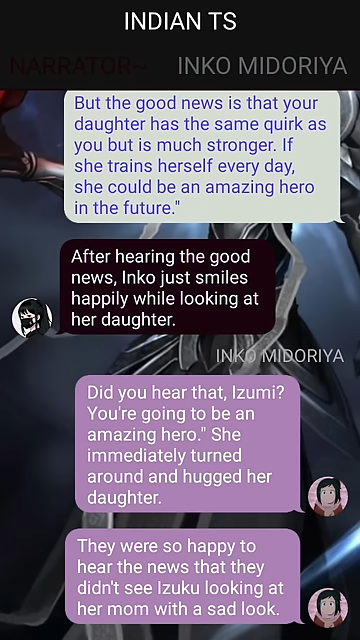 INDIAN TS
NARRATOR~
INKO MIDORIYA
But the good news is that your
daughter has the same quirk as
you but is much stronger. If
she trains herself every day,
she could be an amazing hero
in the future."
After hearing the good
news, Inko just smiles
happily while looking at
her daughter.
INKO MIDORIYA
Did you hear that, Izumi?
You're going to be an
amazing hero." She
immediately turned
around and hugged her
daughter.
They were so happy to
hear the news that they
didn't see Izuku looking at
her mom with a sad look.